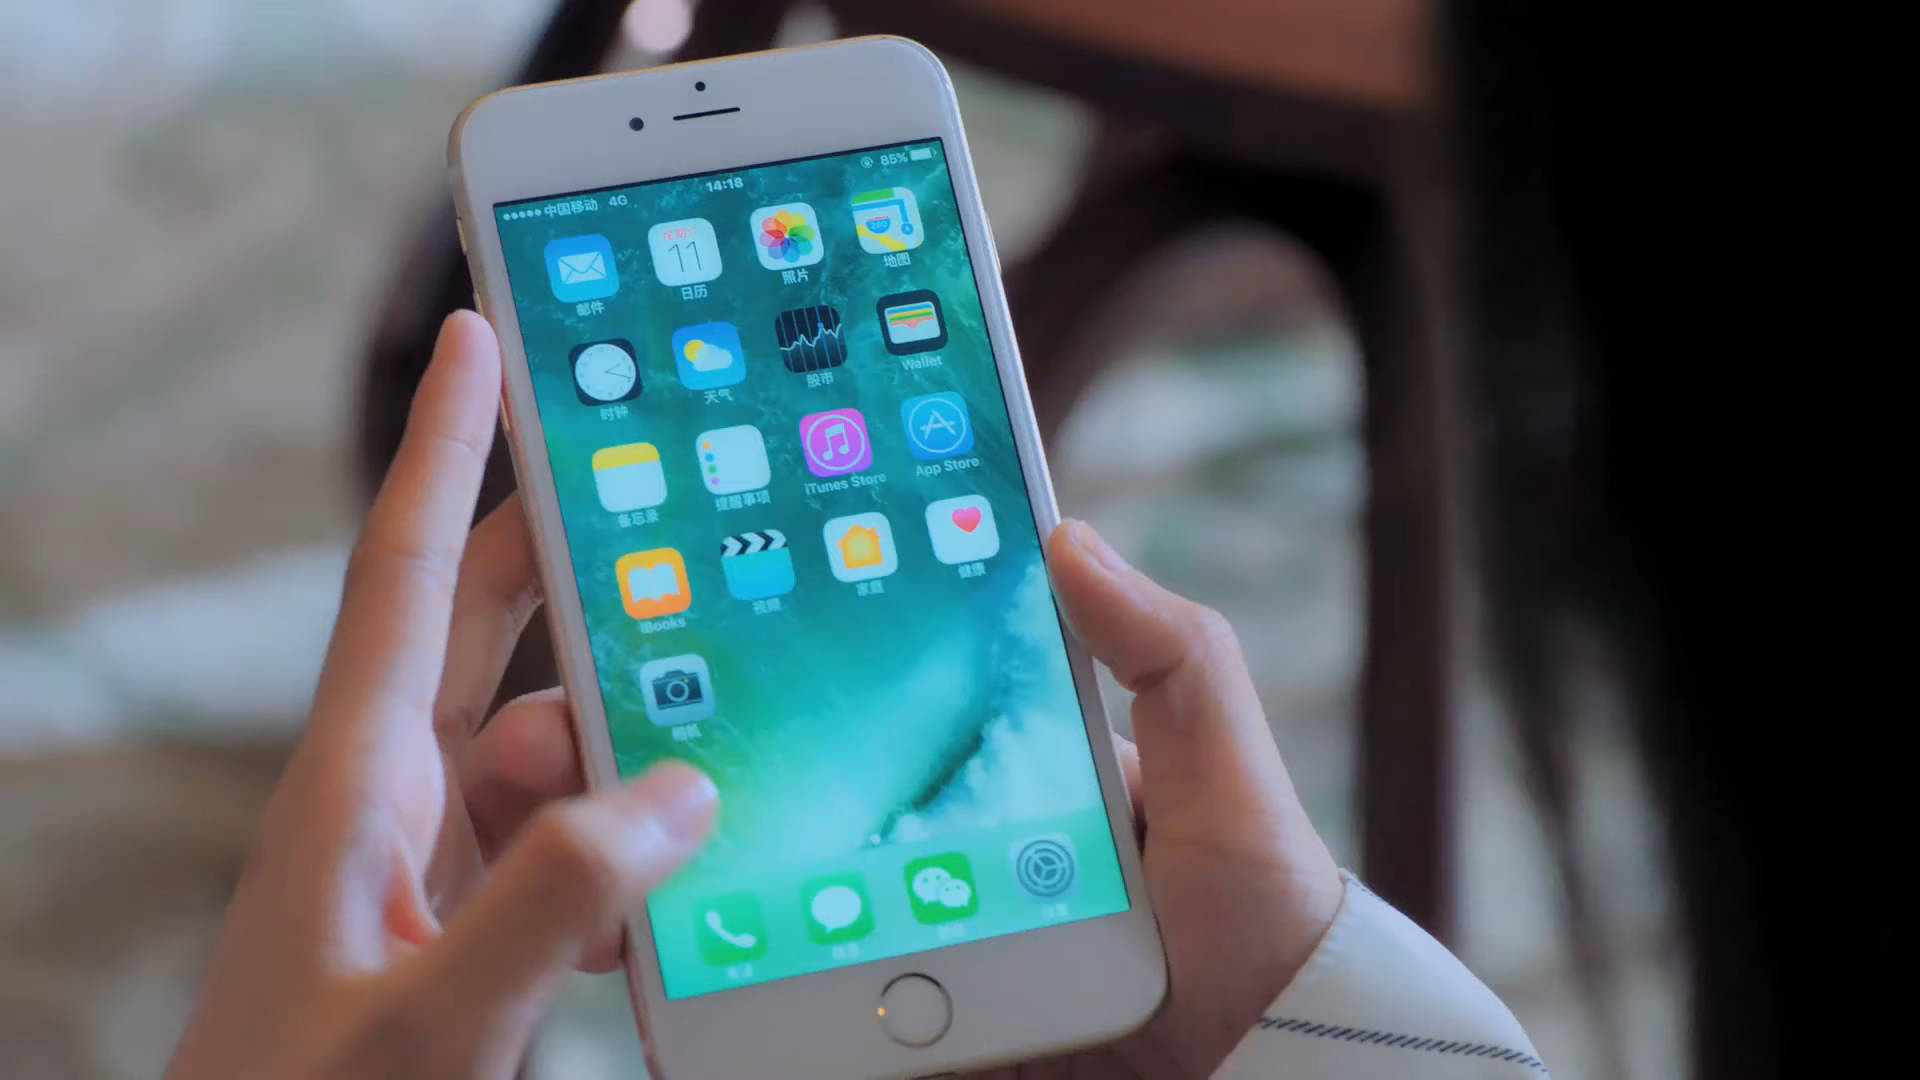 中国移动 4G
14:18
85%
邮件
11
日历
照片
280
地图
时钟
天气
股市
Wallet
备忘录
提醒事项
iTunes Store
App Store
iBooks
视频
家庭
健康
相机